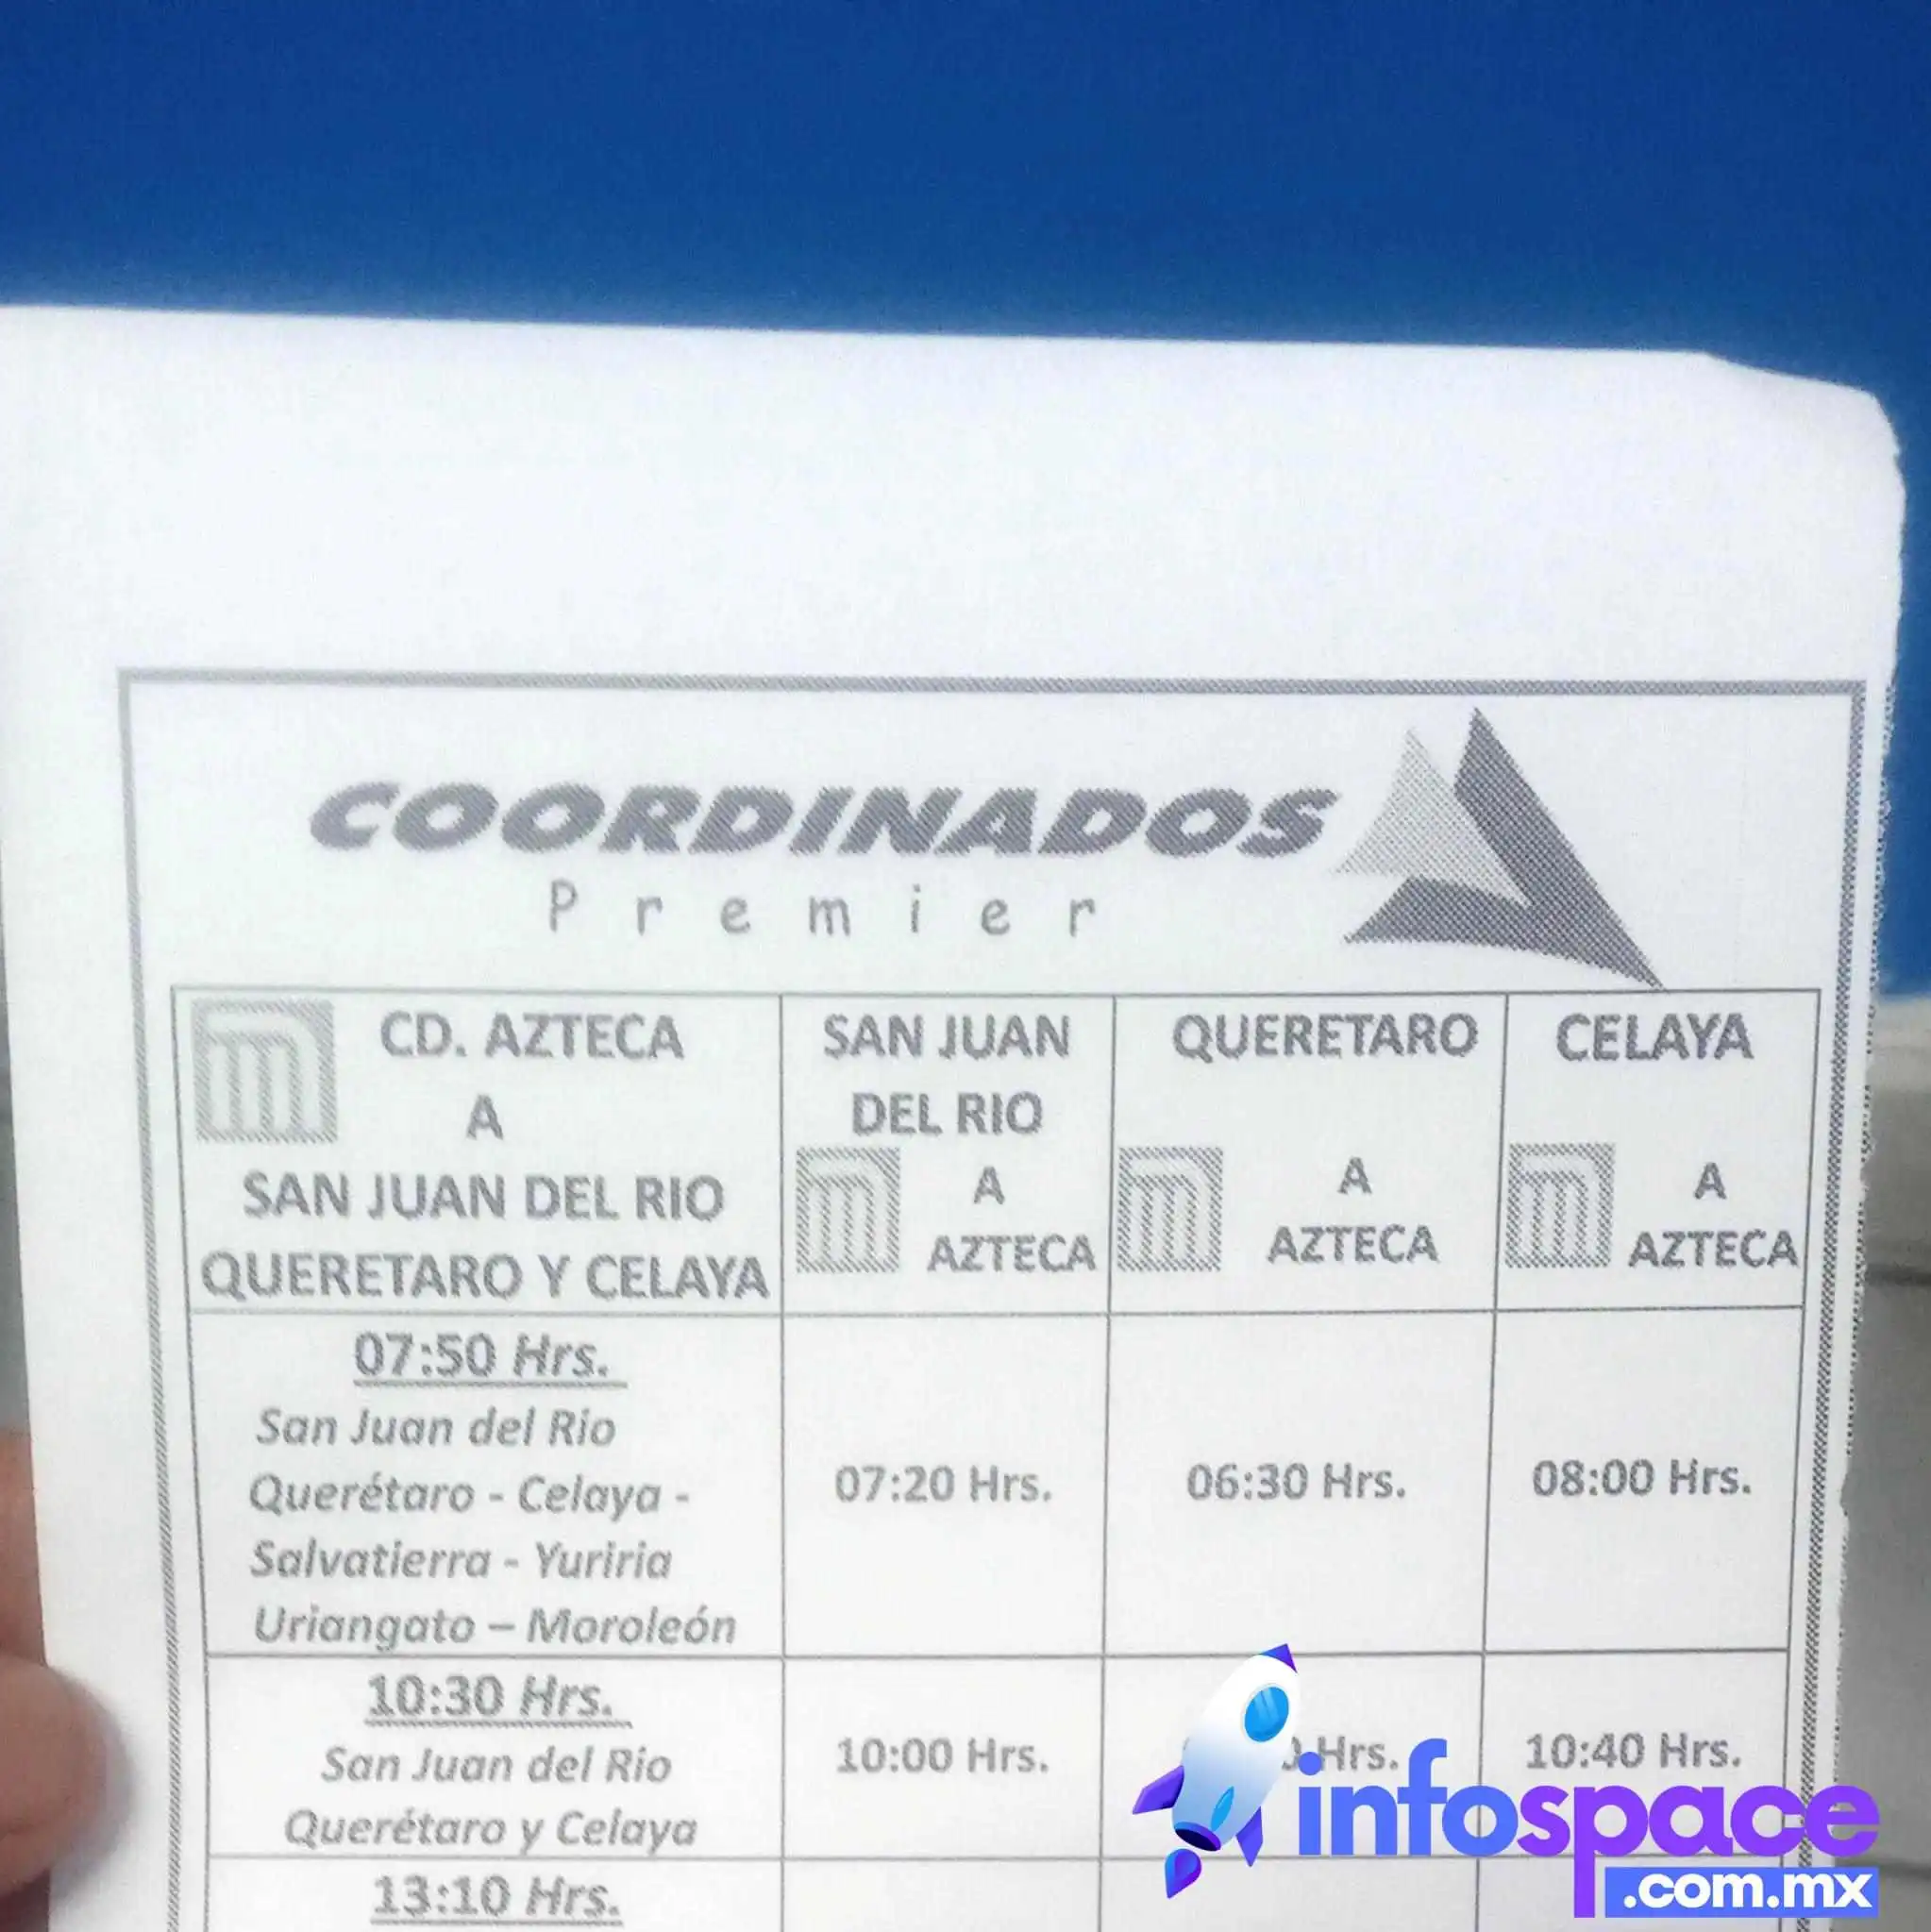 COORDINADOS
Premier
CD. AZTECA
A
SAN JUAN DEL RIO
QUERETARO Y CELAYA
SAN JUAN
DEL RIO
A
AZTECA
QUERETARO
A
AZTECA
CELAYA
A
AZTECA
07:50 Hrs.
San Juan del Rio
Querétaro - Celaya -
Salvatierra - Yuriria
Uriangato – Moroleón
07:20 Hrs.
06:30 Hrs.
08:00 Hrs.
10:30 Hrs.
San Juan del Rio
Querétaro y Celaya
10:00 Hrs.
Hrs.
10:40 Hrs.
13:10 Hrs.
infospace
.com.mx